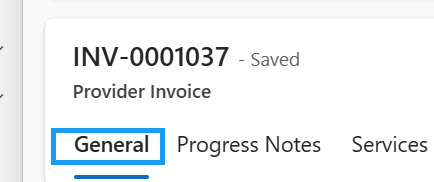 INV-0001037 - Saved
Provider Invoice
General Progress Notes Services